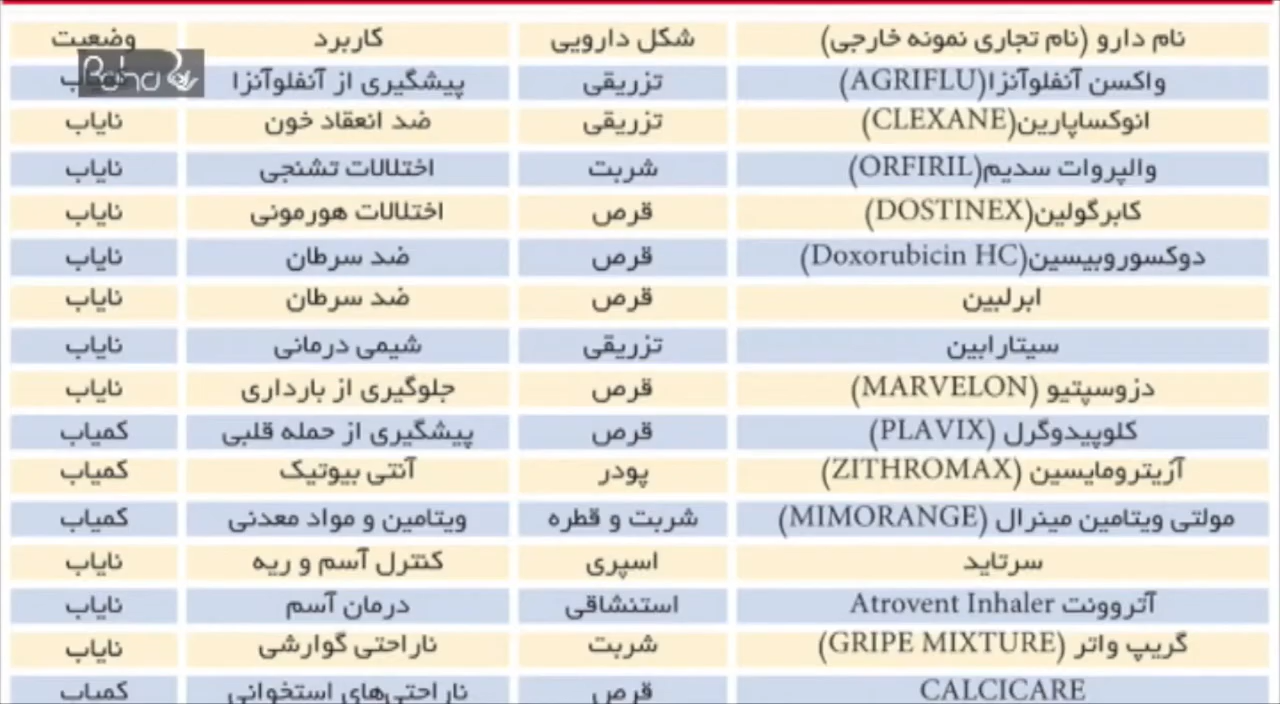 نام دارو (نام تجاری نمونه خارجی) شکل دارویی کاربرد وضعیت
Raha
واکسن آنفلوآنزا(AGRIFLU) تزریقی پیشگیری از آنفلوآنزا کمیاب
انوکساپارین(CLEXANE) تزریقی ضد انعقاد خون نایاب
والپروات سدیم(ORFIRIL) شربت اختلالات تشنجی نایاب
کابرگولین(DOSTINEX) قرص اختلالات هورمونی نایاب
دوکسوروبیسین(Doxorubicin HC) قرص ضد سرطان نایاب
ابرلبین قرص ضد سرطان نایاب
سیتارابین تزریقی شیمی درمانی نایاب
دزوسپتیو (MARVELON) قرص جلوگیری از بارداری نایاب
کلوپیدوگرل (PLAVIX) قرص پیشگیری از حمله قلبی کمیاب
آزیترومایسین (ZITHROMAX) پودر آنتی بیوتیک کمیاب
مولتی ویتامین مینرال (MIMORANGE) شربت و قطره ویتامین و مواد معدنی کمیاب
سرتاید اسپری کنترل آسم و ریه نایاب
آتروونت Atrovent Inhaler استنشاقی درمان آسم نایاب
گریپ واتر (GRIPE MIXTURE) شربت ناراحتی گوارشی نایاب
CALCICARE قرص ناراحتی‌های استخوانی کمیاب